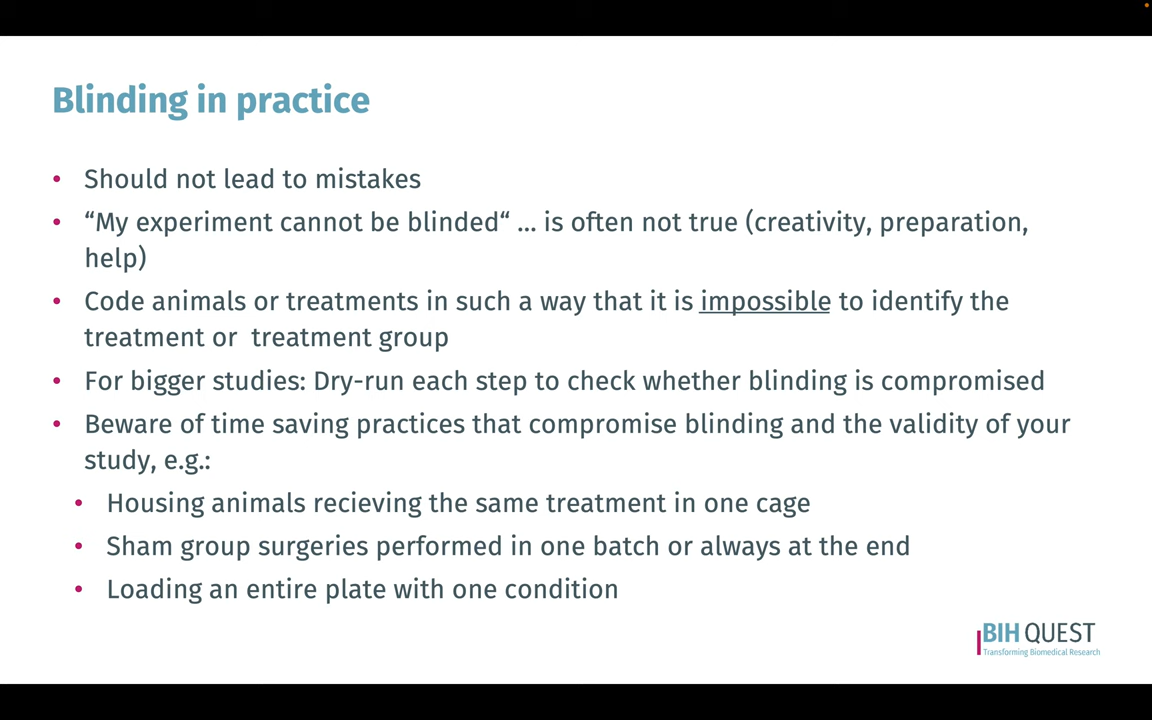 Blinding in practice
• Should not lead to mistakes
• “My experiment cannot be blinded“ ... is often not true (creativity, preparation,
help)
• Code animals or treatments in such a way that it is impossible to identify the
treatment or  treatment group
• For bigger studies: Dry-run each step to check whether blinding is compromised
• Beware of time saving practices that compromise blinding and the validity of your
study, e.g.:
• Housing animals recieving the same treatment in one cage
• Sham group surgeries performed in one batch or always at the end
• Loading an entire plate with one condition
BIH QUEST
Transforming Biomedical Research